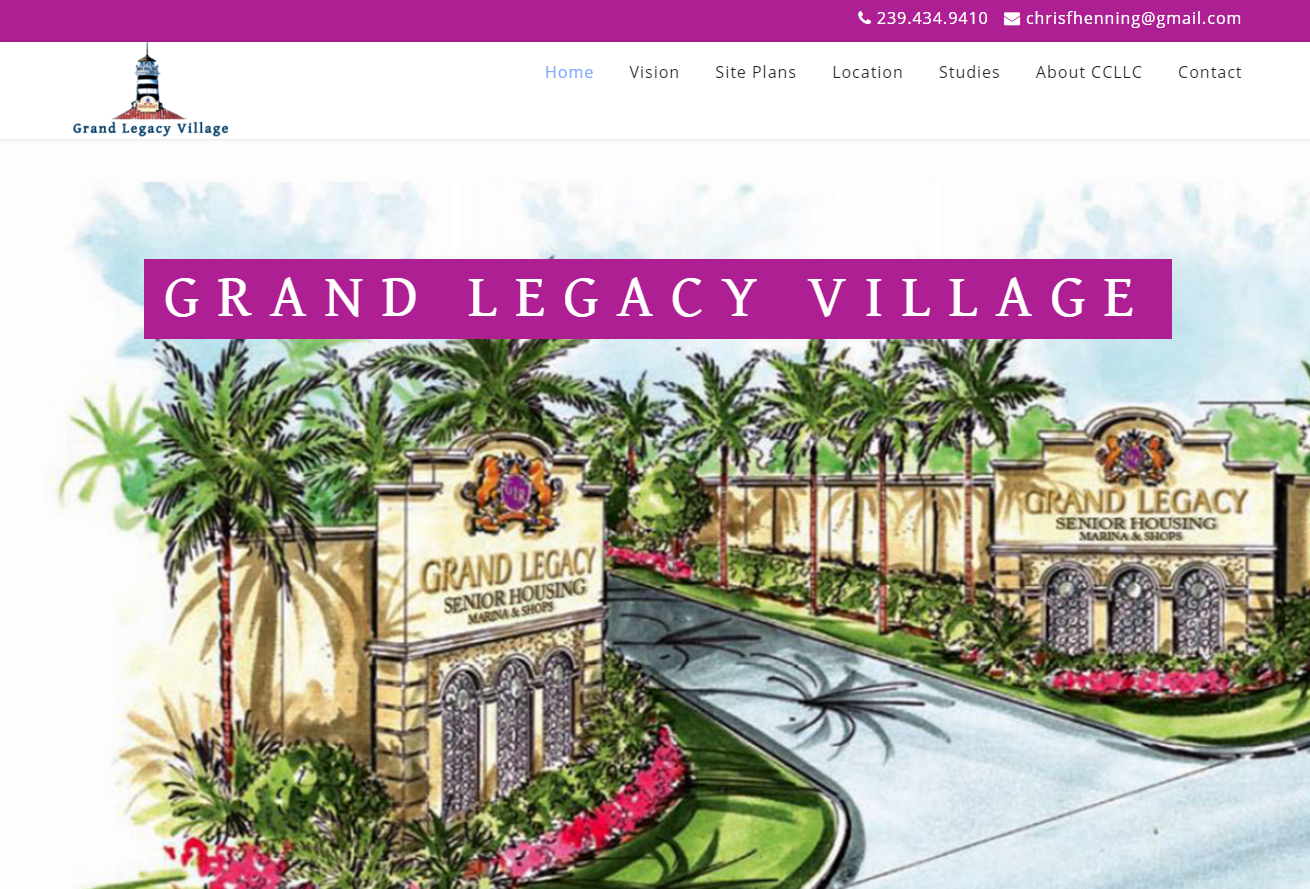 239.434.9410 chrisfhenning@gmail.com
Grand Legacy Village
Home Vision Site Plans Location Studies About CCLLC Contact
GRAND LEGACY VILLAGE
GLR
GRAND LEGACY
SENIOR HOUSING
MARINA & SHOPS
GRAND LEGACY
SENIOR HOUSING
MARINA & SHOPS